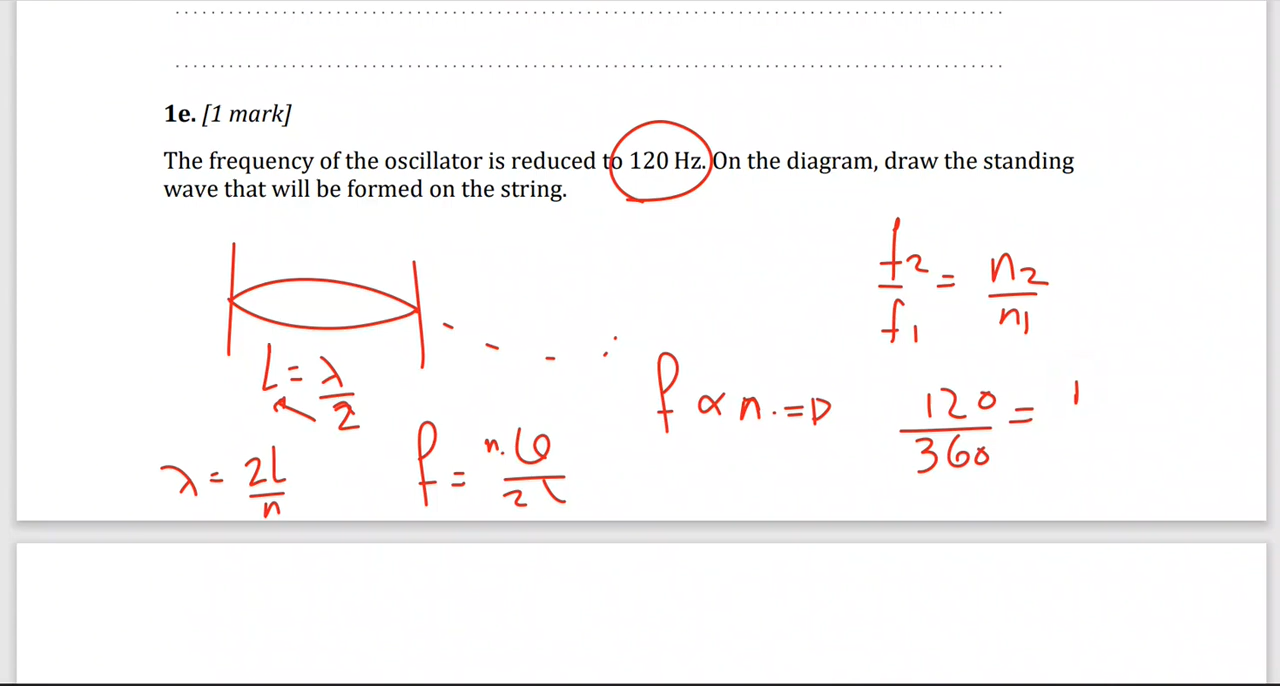 1e. [1 mark]
The frequency of the oscillator is reduced to 120 Hz. On the diagram, draw the standing
wave that will be formed on the string.
f2/f1 = n2/n1
L = λ/2
f ∝ n. =
120/360 = 1
λ = 2L/n
f =